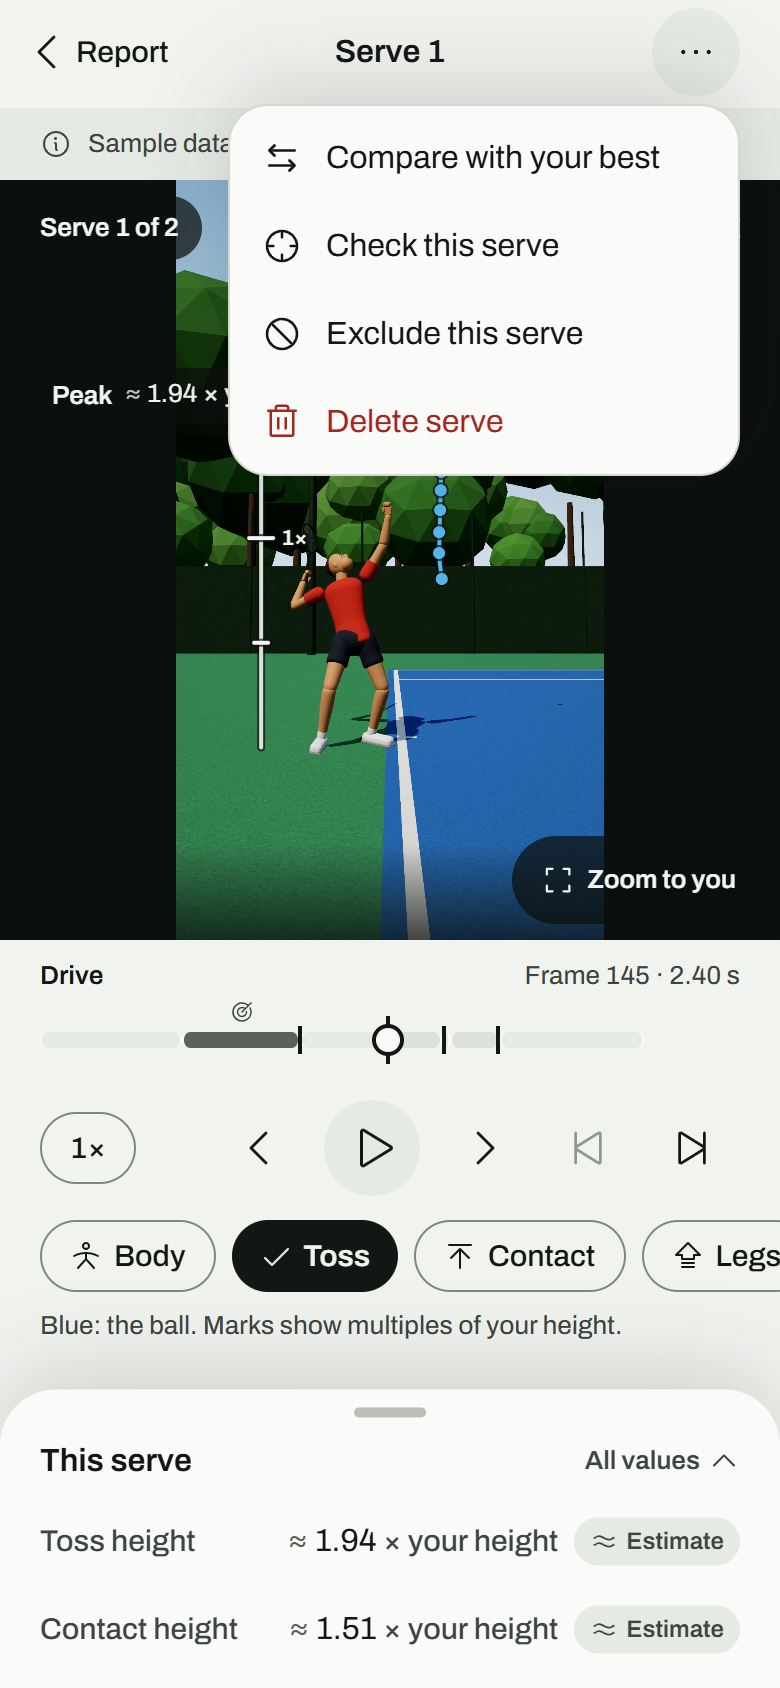 Report
Serve 1
Sample data
Compare with your best
Check this serve
Exclude this serve
Delete serve
Serve 1 of 2
Peak ≈ 1.94 ×
1×
Zoom to you
Drive
Frame 145 · 2.40 s
1×
Body
Toss
Contact
Legs
Blue: the ball. Marks show multiples of your height.
This serve
All values
Toss height ≈ 1.94 × your height Estimate
Contact height ≈ 1.51 × your height Estimate